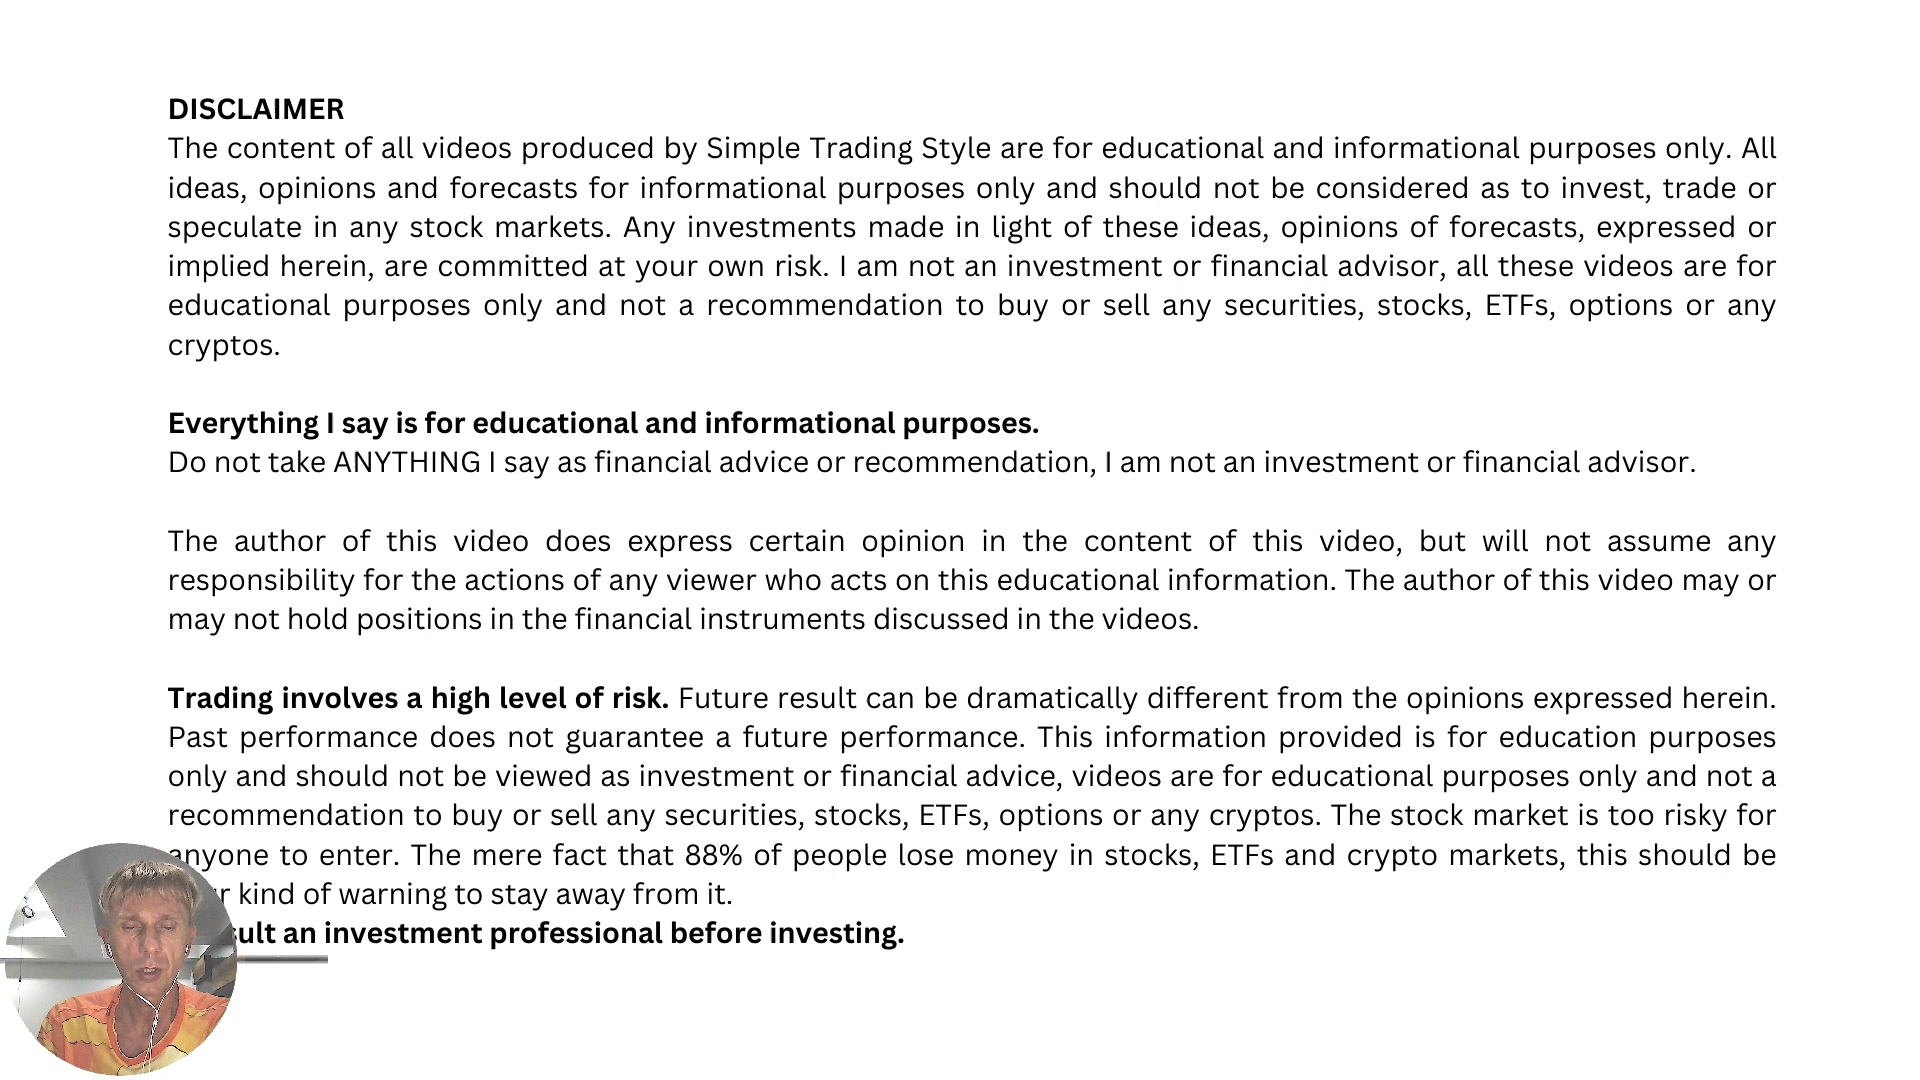 DISCLAIMER
The content of all videos produced by Simple Trading Style are for educational and informational purposes only. All
ideas, opinions and forecasts for informational purposes only and should not be considered as to invest, trade or
speculate in any stock markets. Any investments made in light of these ideas, opinions of forecasts, expressed or
implied herein, are committed at your own risk. I am not an investment or financial advisor, all these videos are for
educational purposes only and not a recommendation to buy or sell any securities, stocks, ETFs, options or any
cryptos.
Everything I say is for educational and informational purposes.
Do not take ANYTHING I say as financial advice or recommendation, I am not an investment or financial advisor.
The author of this video does express certain opinion in the content of this video, but will not assume any
responsibility for the actions of any viewer who acts on this educational information. The author of this video may or
may not hold positions in the financial instruments discussed in the videos.
Trading involves a high level of risk. Future result can be dramatically different from the opinions expressed herein.
Past performance does not guarantee a future performance. This information provided is for education purposes
only and should not be viewed as investment or financial advice, videos are for educational purposes only and not a
recommendation to buy or sell any securities, stocks, ETFs, options or any cryptos. The stock market is too risky for
anyone to enter. The mere fact that 88% of people lose money in stocks, ETFs and crypto markets, this should be
kind of warning to stay away from it.
an investment professional before investing.